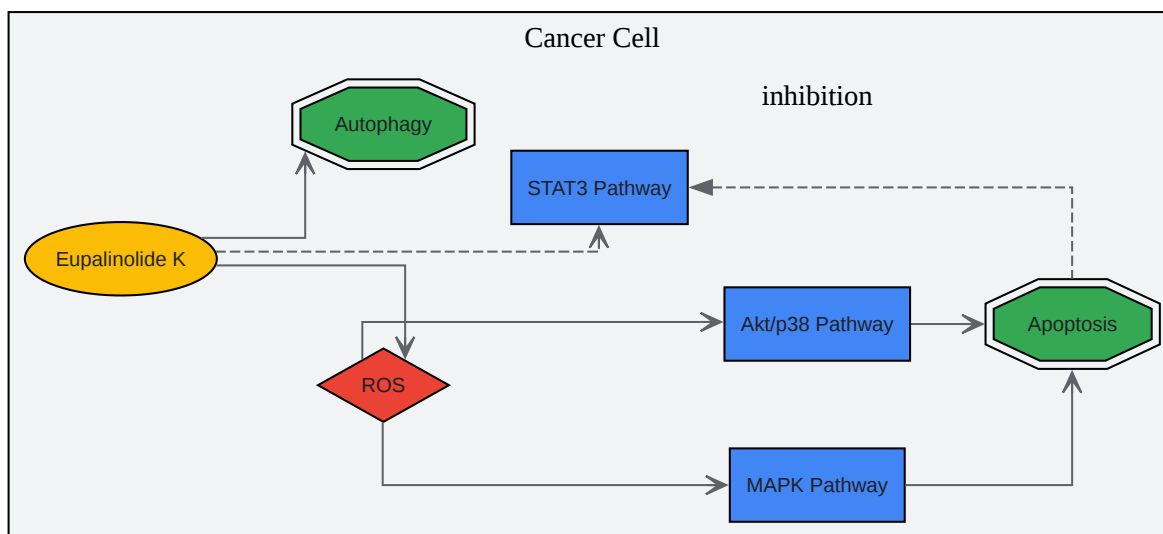 Cancer Cell
inhibition
Autophagy
STAT3 Pathway
Eupalinolide K
Akt/p38 Pathway
Apoptosis
ROS
MAPK Pathway